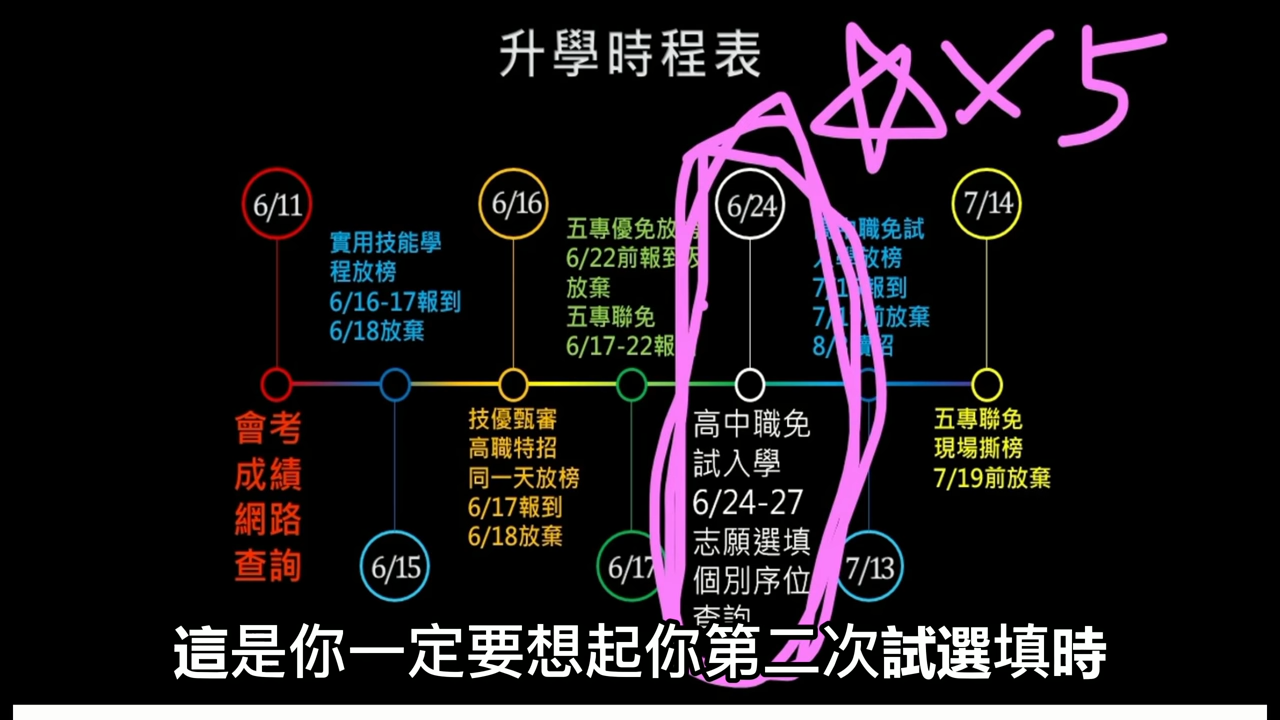 升學時程表
☆×5
6/11
會考
成績
網路
查詢
實用技能學
程放榜
6/16-17報到
6/18放棄
6/15
6/16
技優甄審
高職特招
同一天放榜
6/17報到
6/18放棄
五專優免放
6/22前報到及
放棄
五專聯免
6/17-22報
6/17
6/24
高中職免
試入學
6/24-27
志願選填
個別序位
查詢
中職免試
放榜
報到
前放棄
7/13
7/14
五專聯免
現場撕榜
7/19前放棄
這是你一定要想起你第二次試選填時